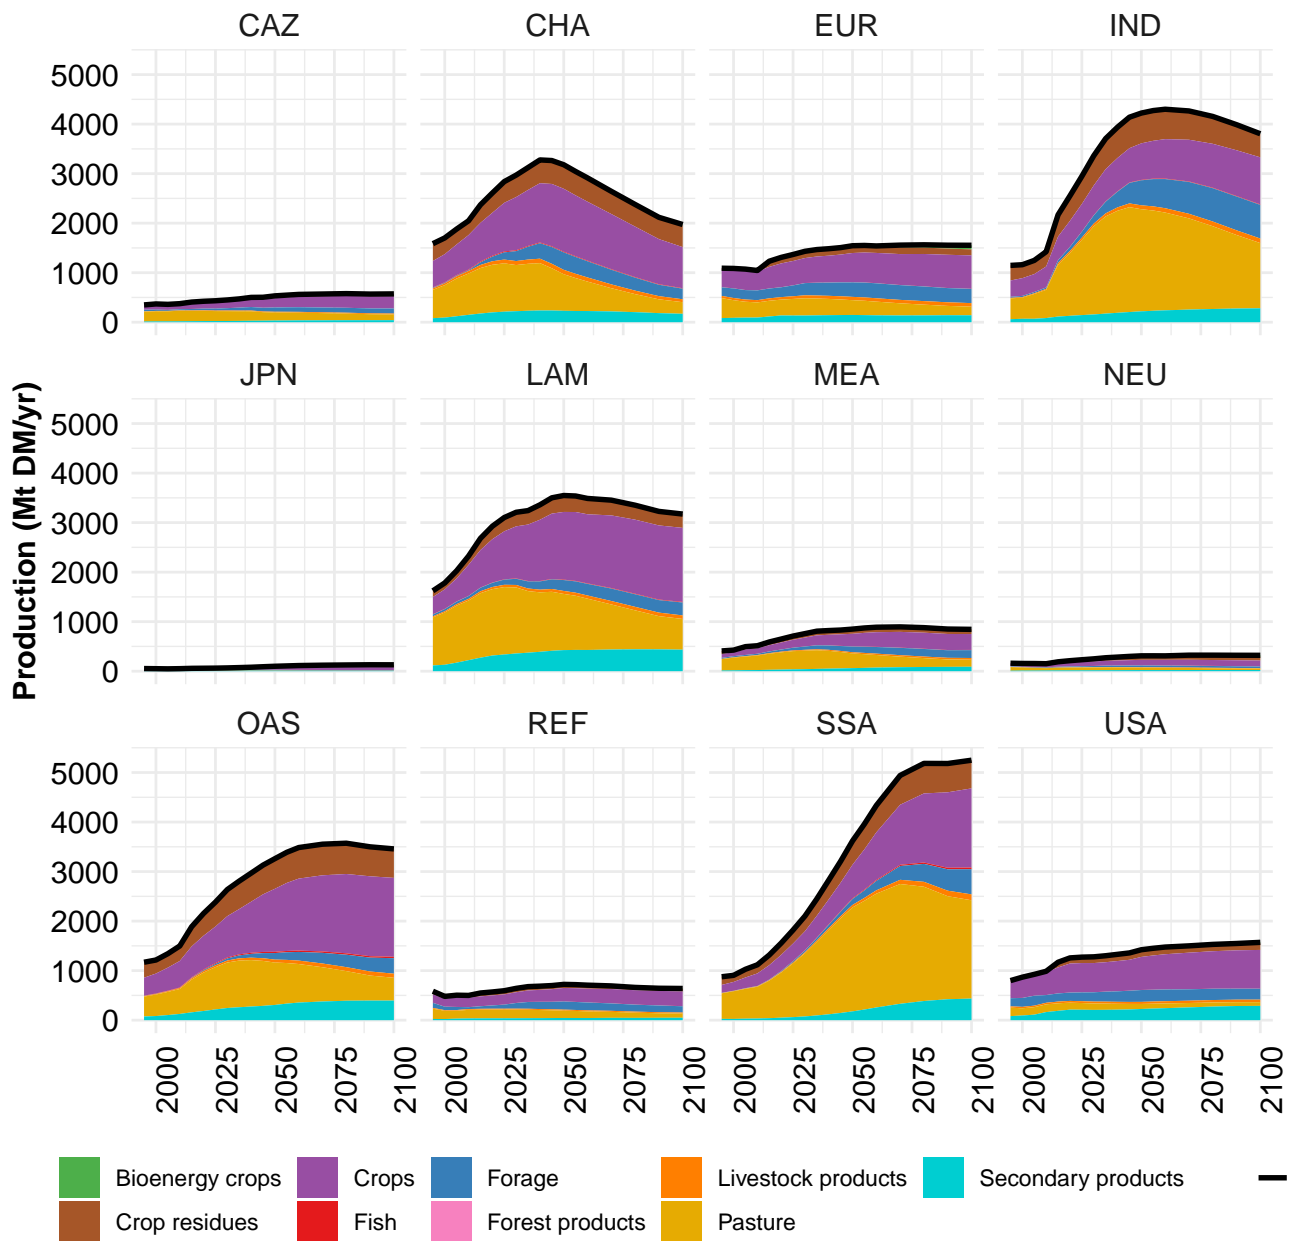 CAZ CHA EUR IND
5000
4000
3000
2000
1000
0
JPN LAM MEA NEU
5000
4000
3000
2000
1000
0
Production (Mt DM/yr)
OAS REF SSA USA
5000
4000
3000
2000
1000
0
2000 2025 2050 2075 2100 2000 2025 2050 2075 2100 2000 2025 2050 2075 2100 2000 2025 2050 2075 2100
Bioenergy crops Crops Forage Livestock products Secondary products
Crop residues Fish Forest products Pasture